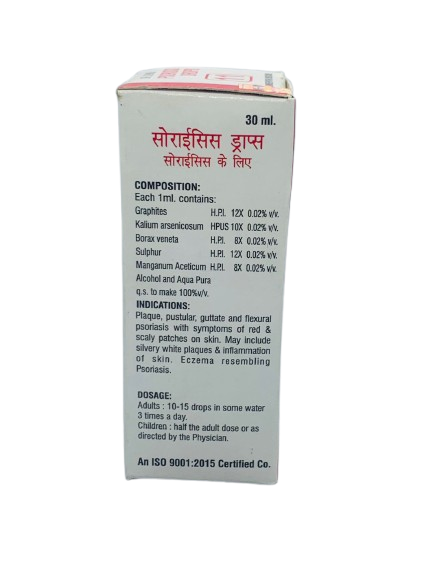 30 ml.
सोराईसिस ड्राप्स
सोराईसिस के लिए
COMPOSITION:
Each 1ml. contains:
Graphites H.P.I. 12X 0.02% v/v.
Kalium arsenicosum HPUS 10X 0.02% v/v.
Borax veneta H.P.I. 8X 0.02% v/v.
Sulphur H.P.I. 12X 0.02% v/v.
Manganum Aceticum H.P.I. 8X 0.02% v/v.
Alcohol and Aqua Pura
q.s. to make 100%v/v.
INDICATIONS:
Plaque, pustular, guttate and flexural
psoriasis with symptoms of red &
scaly patches on skin. May include
silvery white plaques & inflammation
of skin. Eczema resembling
Psoriasis.
DOSAGE:
Adults : 10-15 drops in some water
3 times a day.
Children : half the adult dose or as
directed by the Physician.
An ISO 9001:2015 Certified Co.